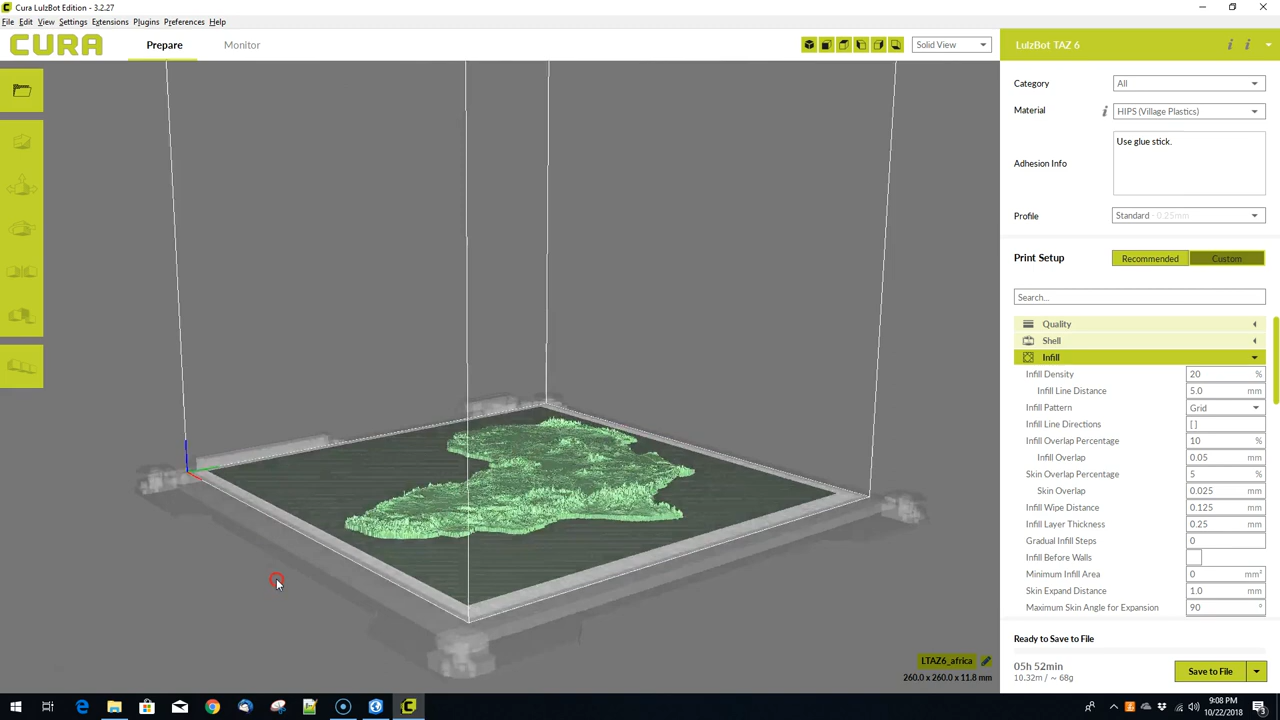 Cura LulzBot Edition - 3.2.27
File Edit View Settings Extensions Plugins Preferences Help
CURA Prepare Monitor Solid View LulzBot TAZ 6 i i
Category All
Material i HIPS (Village Plastics)
Use glue stick.
Adhesion Info
Profile Standard - 0.25mm
Print Setup Recommended Custom
Search...
Quality
Shell
Infill
Infill Density 20 %
Infill Line Distance 5.0 mm
Infill Pattern Grid
Infill Line Directions [ ]
Infill Overlap Percentage 10 %
Infill Overlap 0.05 mm
Skin Overlap Percentage 5 %
Skin Overlap 0.025 mm
Infill Wipe Distance 0.125 mm
Infill Layer Thickness 0.25 mm
Gradual Infill Steps 0
Infill Before Walls
Minimum Infill Area 0 mm²
Skin Expand Distance 1.0 mm
Maximum Skin Angle for Expansion 90 °
Ready to Save to File
LTAZ6_africa
260.0 x 260.0 x 11.8 mm
05h 52min
10.32m / ~ 68g
Save to File
9:08 PM
10/22/2018
3